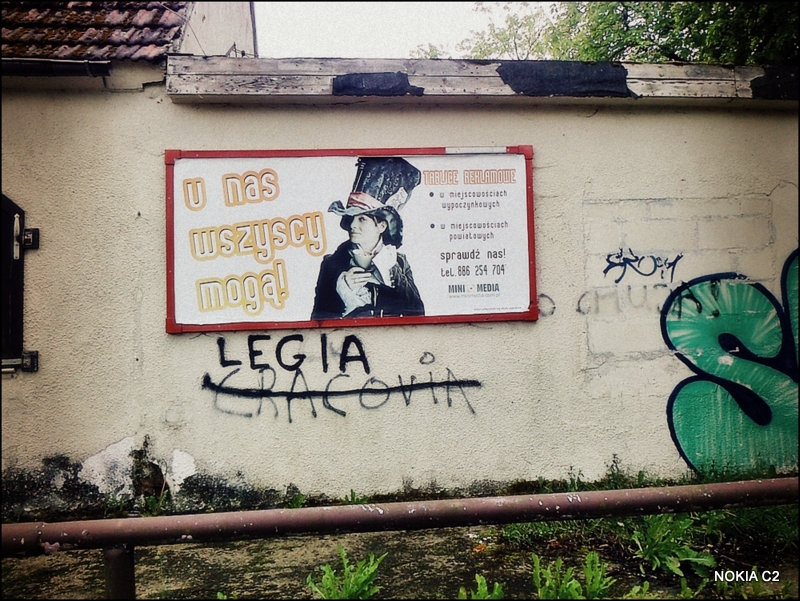 u nas
wszyscy
mogą!
TABLICE REKLAMOWE
• w miejscowościach
wypoczynkowych
• w miejscowościach
powiatowych
sprawdź nas!
tel. 886 254 704
MINI MEDIA
LEGIA
CRACOVIA
NOKIA C2